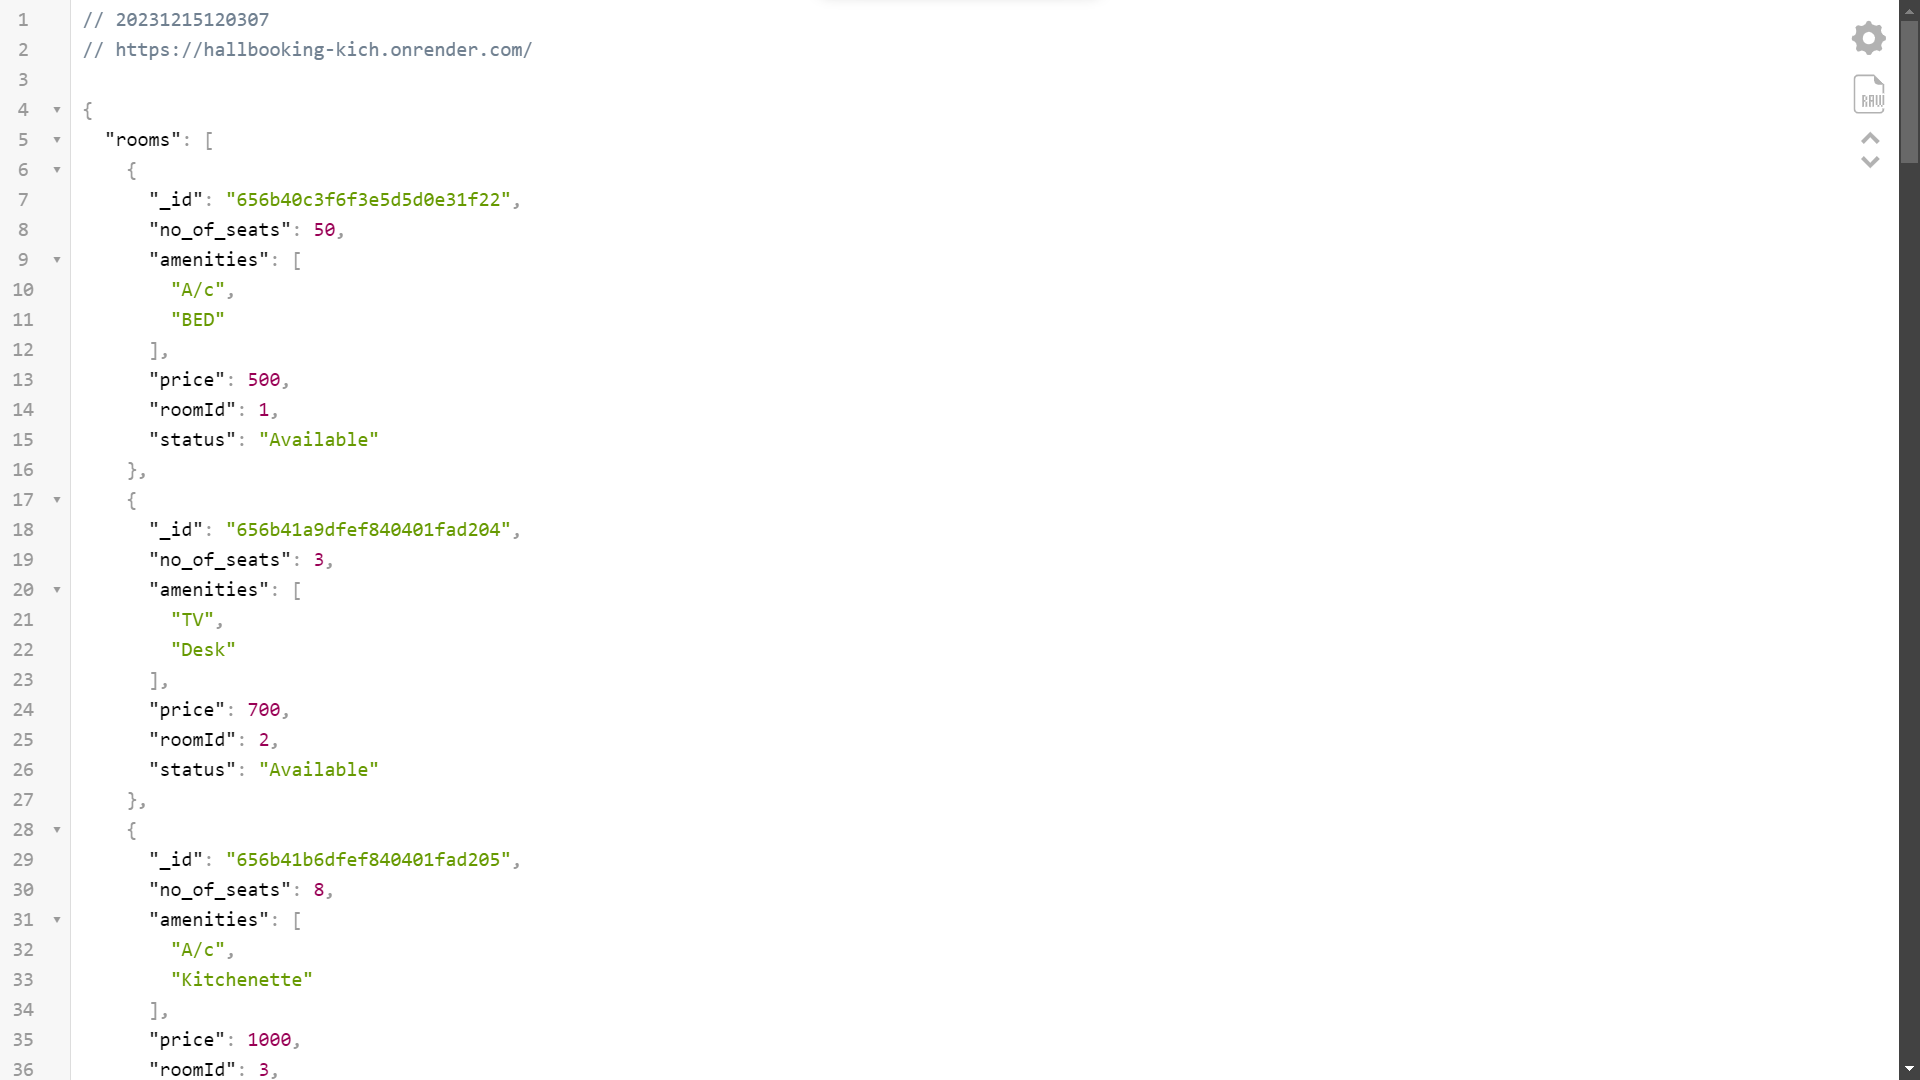 1 // 20231215120307
2 // https://hallbooking-kich.onrender.com/
3
4 {
5 "rooms": [
6 {
7 "_id": "656b40c3f6f3e5d5d0e31f22",
8 "no_of_seats": 50,
9 "amenities": [
10 "A/c",
11 "BED"
12 ],
13 "price": 500,
14 "roomId": 1,
15 "status": "Available"
16 },
17 {
18 "_id": "656b41a9dfef840401fad204",
19 "no_of_seats": 3,
20 "amenities": [
21 "TV",
22 "Desk"
23 ],
24 "price": 700,
25 "roomId": 2,
26 "status": "Available"
27 },
28 {
29 "_id": "656b41b6dfef840401fad205",
30 "no_of_seats": 8,
31 "amenities": [
32 "A/c",
33 "Kitchenette"
34 ],
35 "price": 1000,
36 "roomId": 3,
RAW